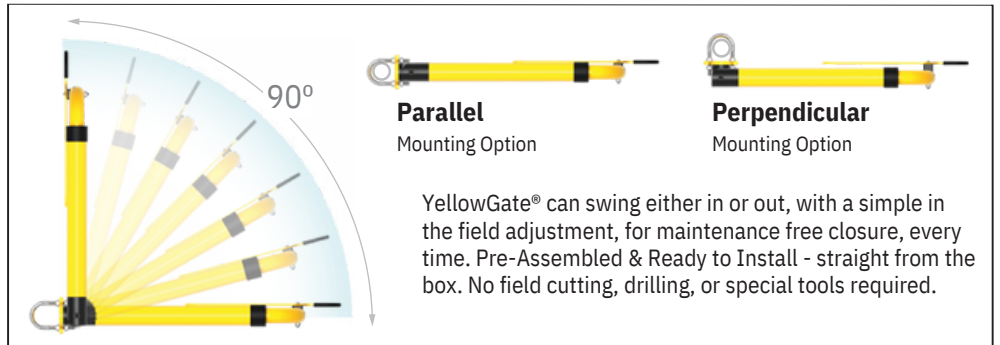 90º
Parallel
Mounting Option
Perpendicular
Mounting Option
YellowGate® can swing either in or out, with a simple in
the field adjustment, for maintenance free closure, every
time. Pre-Assembled & Ready to Install - straight from the
box. No field cutting, drilling, or special tools required.